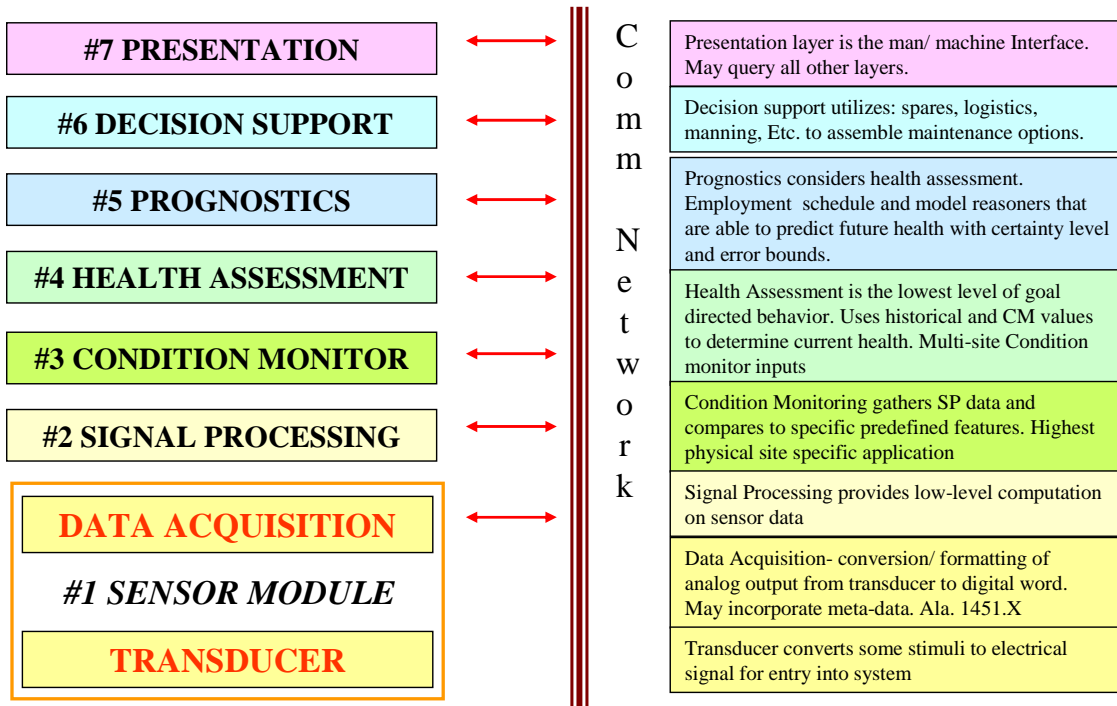 #7 PRESENTATION
#6 DECISION SUPPORT
#5 PROGNOSTICS
#4 HEALTH ASSESSMENT
#3 CONDITION MONITOR
#2 SIGNAL PROCESSING
DATA ACQUISITION
#1 SENSOR MODULE
TRANSDUCER
Comm Network
Presentation layer is the man/ machine Interface.
May query all other layers.
Decision support utilizes: spares, logistics,
manning, Etc. to assemble maintenance options.
Prognostics considers health assessment.
Employment schedule and model reasoners that
are able to predict future health with certainty level
and error bounds.
Health Assessment is the lowest level of goal
directed behavior. Uses historical and CM values
to determine current health. Multi-site Condition
monitor inputs
Condition Monitoring gathers SP data and
compares to specific predefined features. Highest
physical site specific application
Signal Processing provides low-level computation
on sensor data
Data Acquisition- conversion/ formatting of
analog output from transducer to digital word.
May incorporate meta-data. Ala. 1451.X
Transducer converts some stimuli to electrical
signal for entry into system